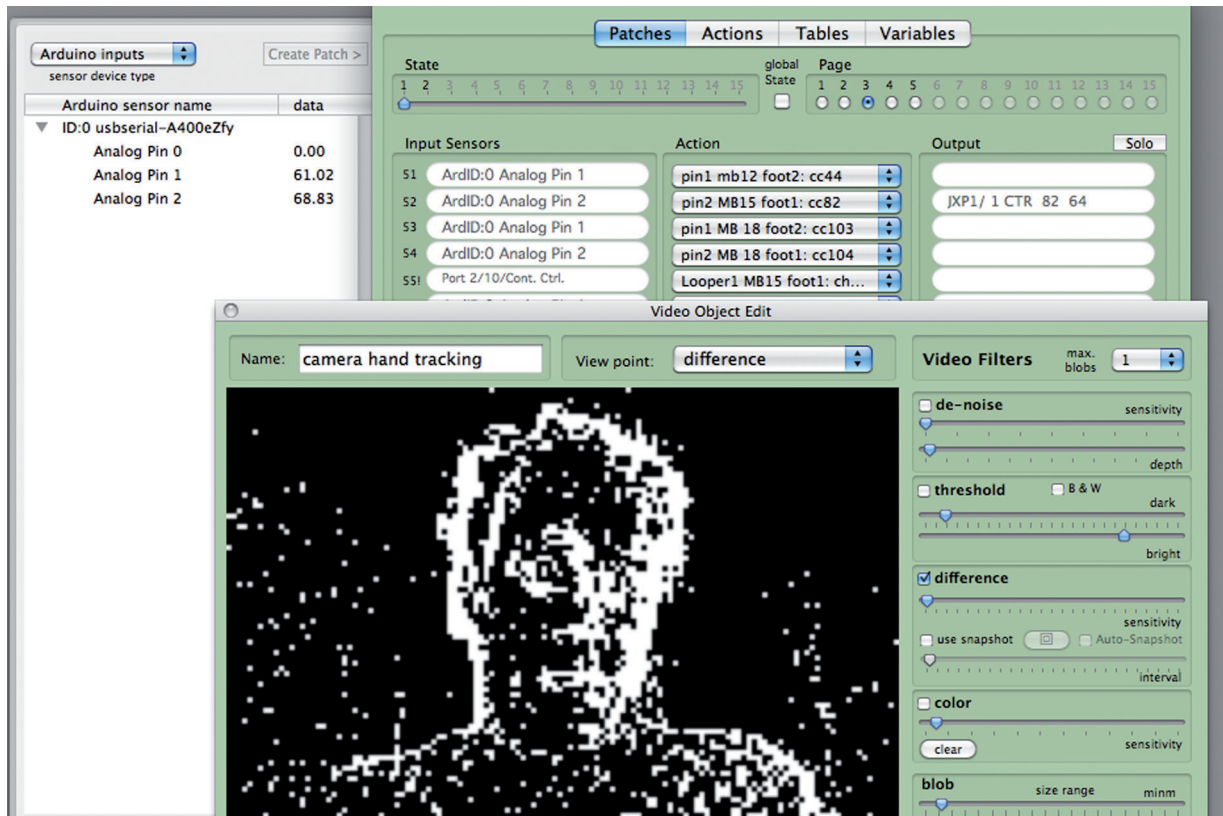 Arduino inputs
Create Patch >
sensor device type
Arduino sensor name data
ID:0 usbserial-A400eZfy
Analog Pin 0 0.00
Analog Pin 1 61.02
Analog Pin 2 68.83
Patches Actions Tables Variables
State
1 2 3 4 5 6 7 8 9 10 11 12 13 14 15
global
State
Page
1 2 3 4 5 6 7 8 9 10 11 12 13 14 15
Input Sensors Action Output Solo
S1 ArdID:0 Analog Pin 1 pin1 mb12 foot2: cc44
S2 ArdID:0 Analog Pin 2 pin2 MB15 foot1: cc82 JXP1/ 1 CTR 82 64
S3 ArdID:0 Analog Pin 1 pin1 MB 18 foot2: cc103
S4 ArdID:0 Analog Pin 2 pin2 MB 18 foot1: cc104
S5! Port 2/10/Cont. Ctrl. Looper1 MB15 foot1: ch...
Video Object Edit
Name: camera hand tracking
View point: difference
Video Filters
max.
blobs
1
de-noise
sensitivity
depth
threshold B & W
dark
bright
difference
sensitivity
use snapshot Auto-Snapshot
interval
color
clear
sensitivity
blob size range minm